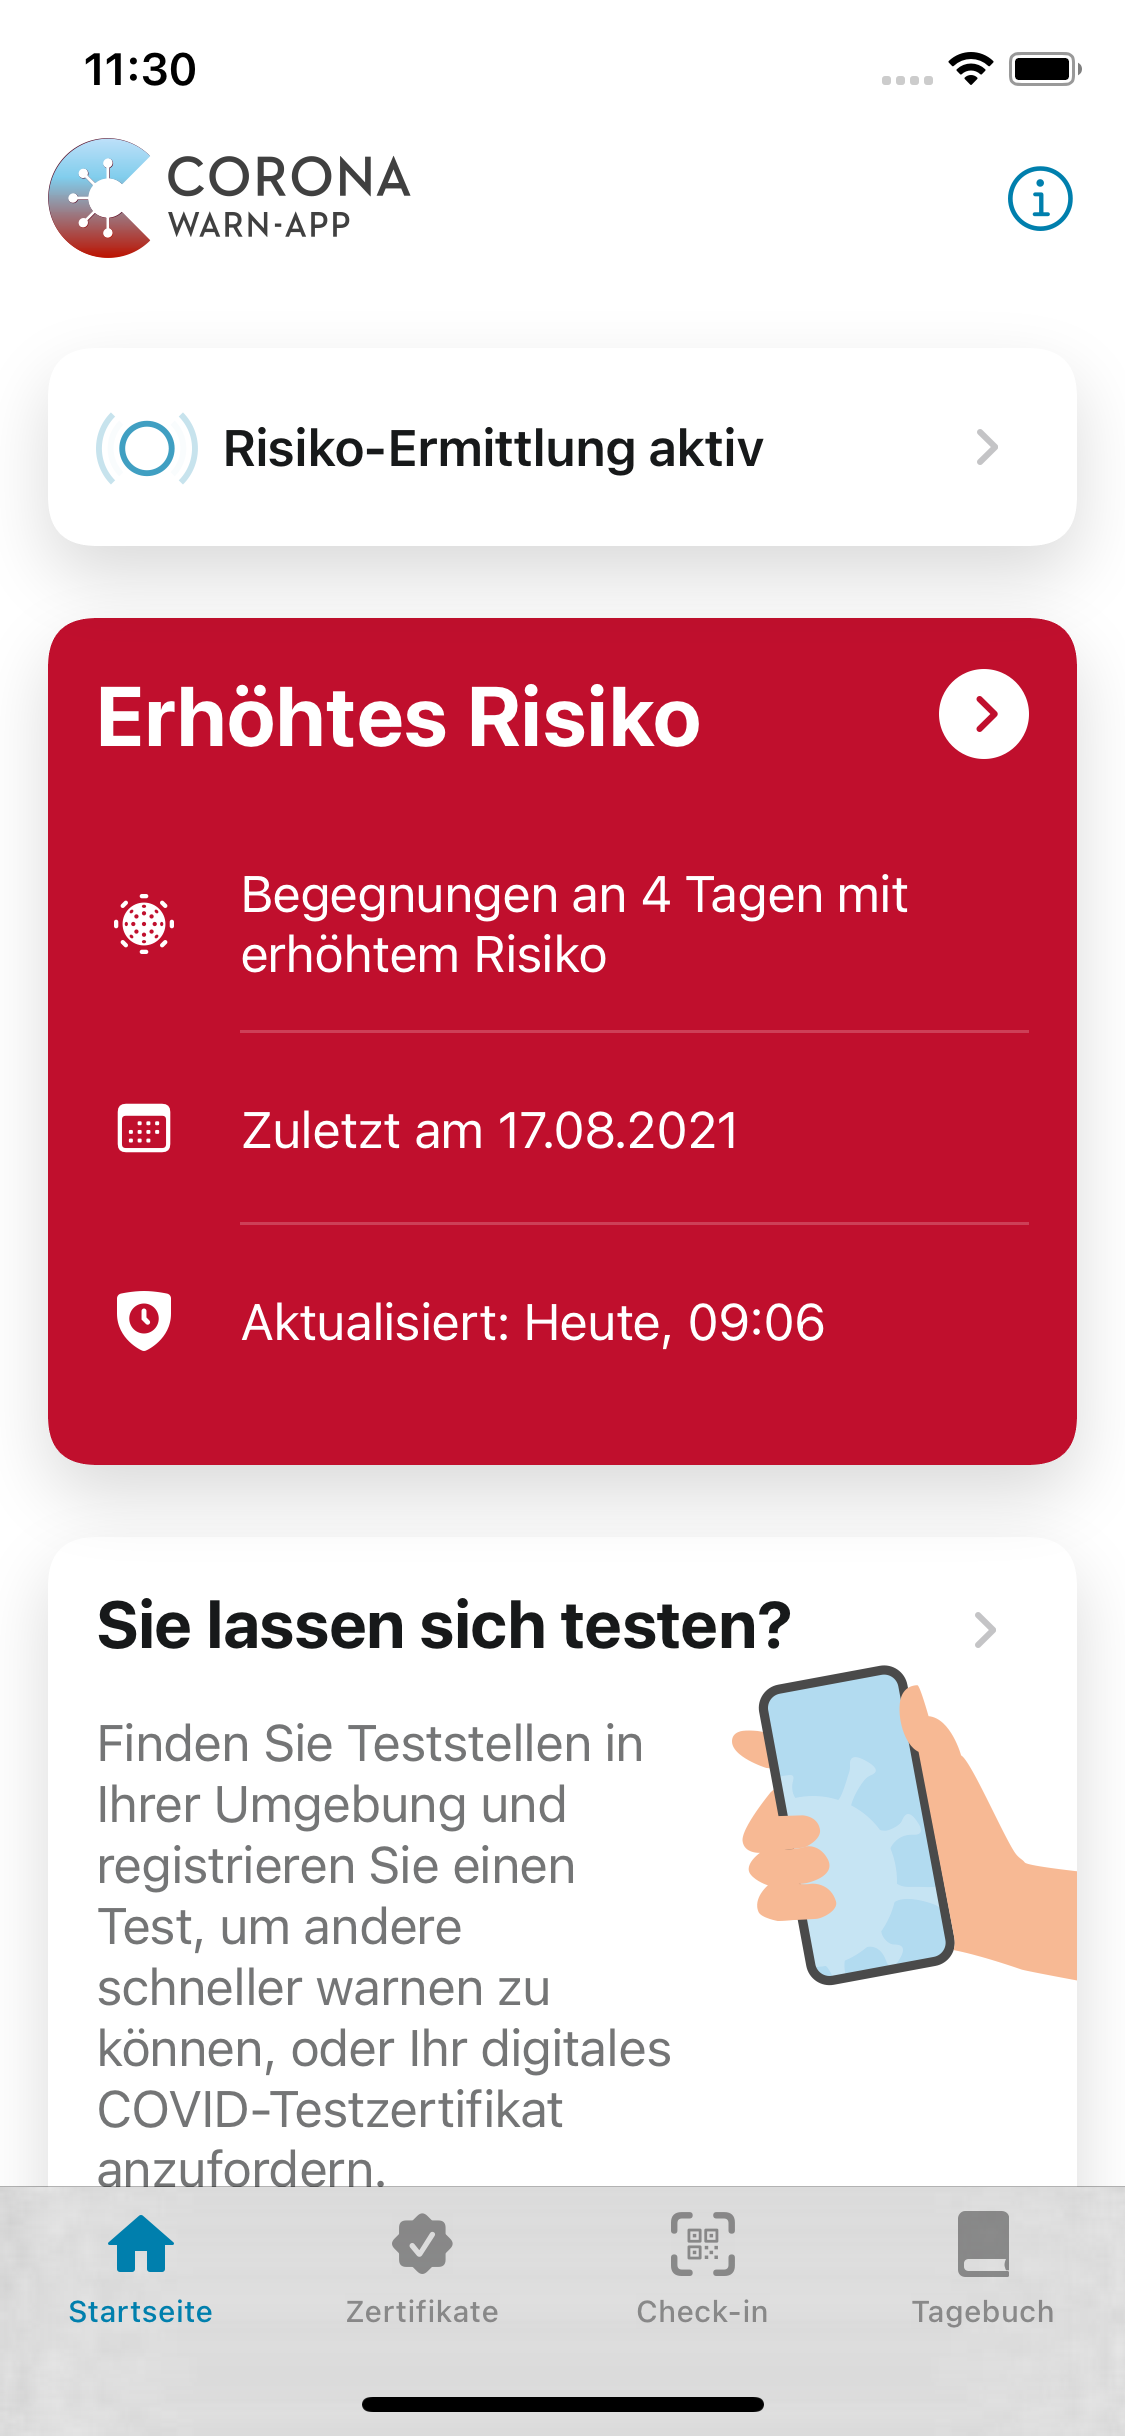 11:30
CORONA
WARN-APP
Risiko-Ermittlung aktiv
Erhöhtes Risiko
Begegnungen an 4 Tagen mit
erhöhtem Risiko
Zuletzt am 17.08.2021
Aktualisiert: Heute, 09:06
Sie lassen sich testen?
Finden Sie Teststellen in
Ihrer Umgebung und
registrieren Sie einen
Test, um andere
schneller warnen zu
können, oder Ihr digitales
COVID-Testzertifikat
anzufordern.
Startseite
Zertifikate
Check-in
Tagebuch